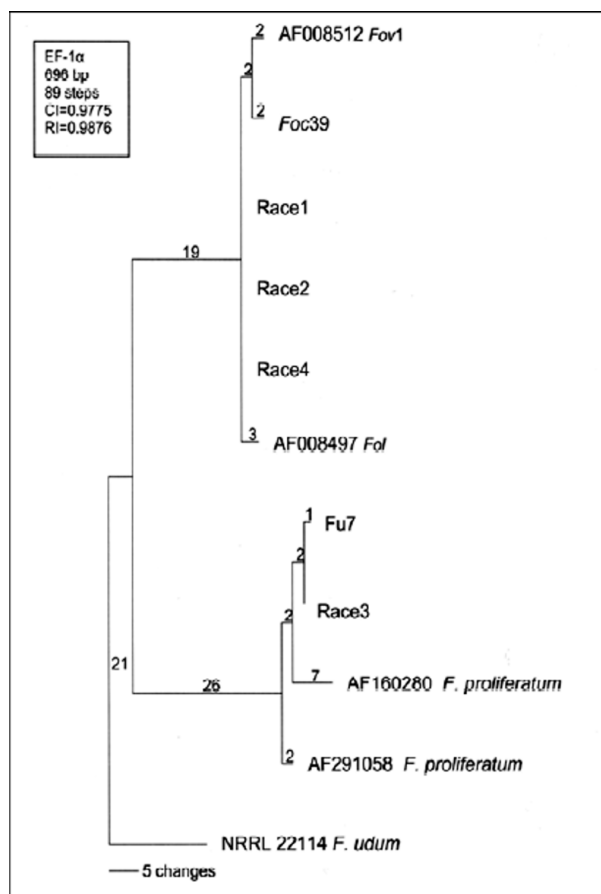 EF-1α
696 bp
89 steps
CI=0.9775
RI=0.9876
2
AF008512 Fov1
2
2
Foc39
Race1
19
Race2
Race4
3
AF008497 Fol
1
Fu7
2
Race3
2
21
7
AF160280 F. proliferatum
26
2
AF291058 F. proliferatum
NRRL 22114 F. udum
5 changes